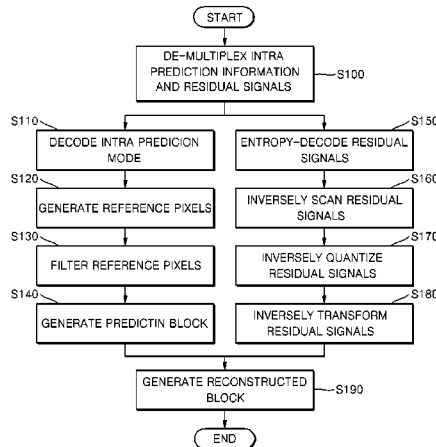 START
DE-MULTIPLEX INTRA
PREDICTION INFORMATION
AND RESIDUAL SIGNALS
S100
S110
DECODE INTRA PREDICION
MODE
S120
GENERATE REFERENCE PIXELS
S130
FILTER REFERENCE PIXELS
S140
GENERATE PREDICTIN BLOCK
S150
ENTROPY-DECODE RESIDUAL
SIGNALS
S160
INVERSELY SCAN RESIDUAL
SIGNALS
S170
INVERSELY QUANTIZE
RESIDUAL SIGNALS
S180
INVERSELY TRANSFORM
RESIDUAL SIGNALS
GENERATE RECONSTRUCTED
BLOCK
S190
END